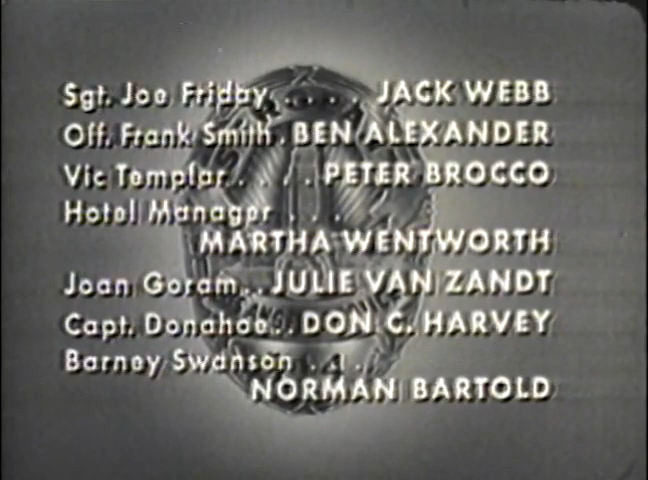 Sgt. Joe Friday . . . . JACK WEBB
Off. Frank Smith . BEN ALEXANDER
Vic Templar . . . . PETER BROCCO
Hotel Manager . . .
MARTHA WENTWORTH
Joan Goram . . JULIE VAN ZANDT
Capt. Donahoe . . DON C. HARVEY
Barney Swanson . . .
NORMAN BARTOLD